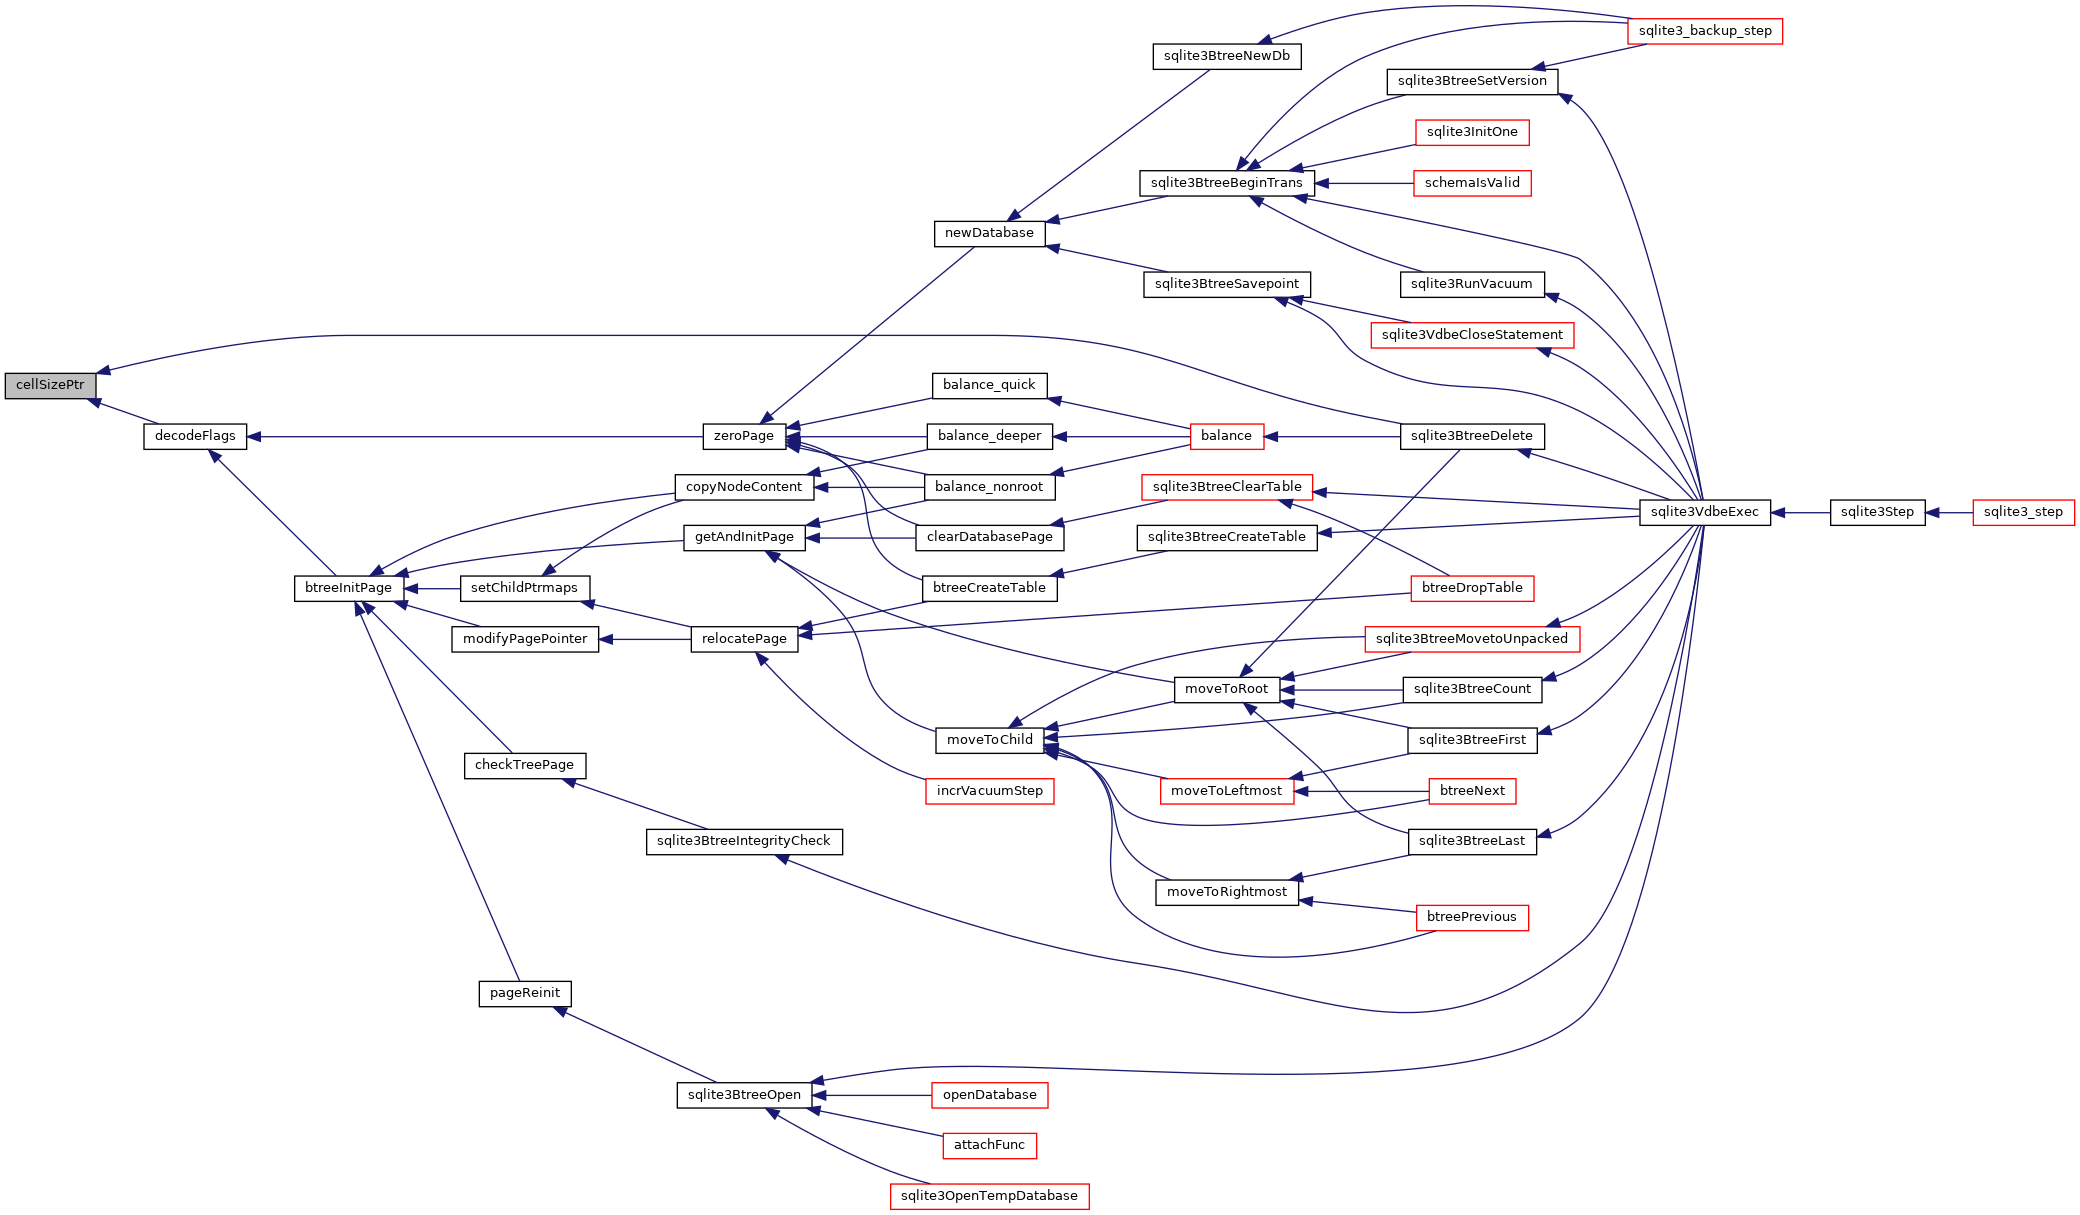 sqlite3_backup_step
sqlite3BtreeNewDb
sqlite3BtreeSetVersion
sqlite3InitOne
sqlite3BtreeBeginTrans
schemaIsValid
newDatabase
sqlite3BtreeSavepoint
sqlite3RunVacuum
sqlite3VdbeCloseStatement
cellSizePtr
balance_quick
decodeFlags
zeroPage
balance_deeper
balance
sqlite3BtreeDelete
copyNodeContent
balance_nonroot
sqlite3BtreeClearTable
sqlite3VdbeExec
sqlite3Step
sqlite3_step
getAndInitPage
clearDatabasePage
sqlite3BtreeCreateTable
btreeInitPage
setChildPtrmaps
btreeCreateTable
btreeDropTable
modifyPagePointer
relocatePage
sqlite3BtreeMovetoUnpacked
moveToRoot
sqlite3BtreeCount
moveToChild
sqlite3BtreeFirst
checkTreePage
incrVacuumStep
moveToLeftmost
btreeNext
sqlite3BtreeIntegrityCheck
sqlite3BtreeLast
moveToRightmost
btreePrevious
pageReinit
sqlite3BtreeOpen
openDatabase
attachFunc
sqlite3OpenTempDatabase